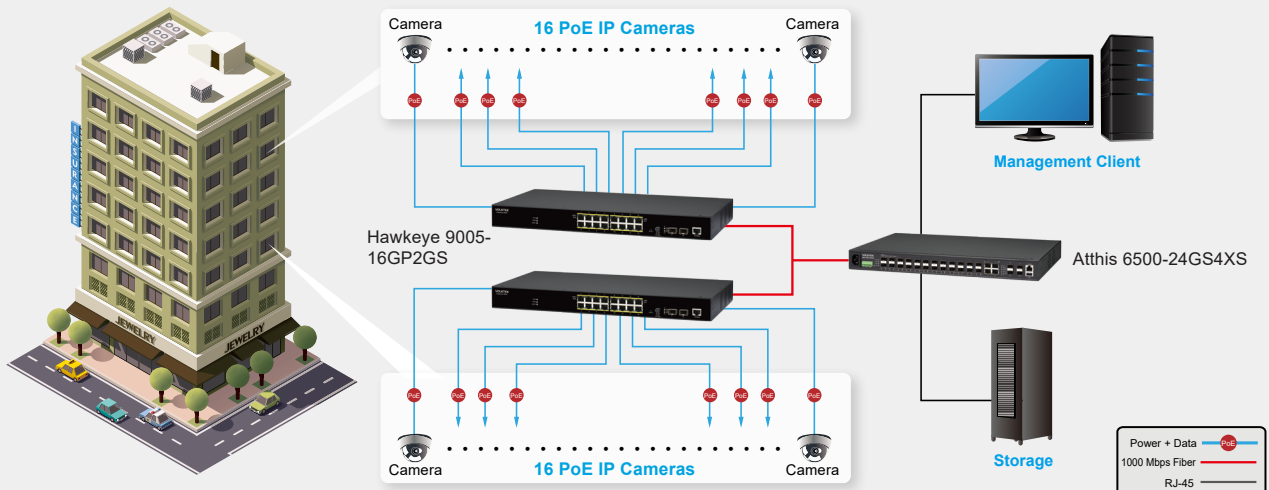 Camera
16 PoE IP Cameras
Camera
PoE
PoE
PoE
PoE
PoE
PoE
PoE
PoE
INSURANCE
Management Client
Hawkeye 9005-
16GP2GS
Atthis 6500-24GS4XS
JEWELRY
JEWELRY
PoE
PoE
PoE
PoE
PoE
PoE
PoE
PoE
Camera
16 PoE IP Cameras
Camera
Storage
Power + Data
PoE
1000 Mbps Fiber
RJ-45